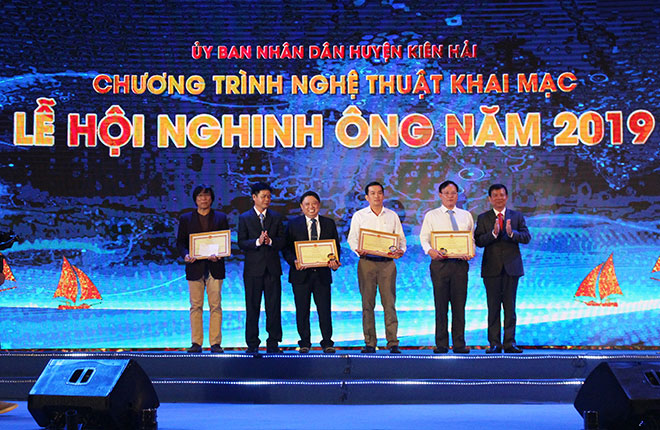 ỦY BAN NHÂN DÂN HUYỆN KIÊN HẢI
CHƯƠNG TRÌNH NGHỆ THUẬT KHAI MẠC
LỄ HỘI NGHINH ÔNG NĂM 2019